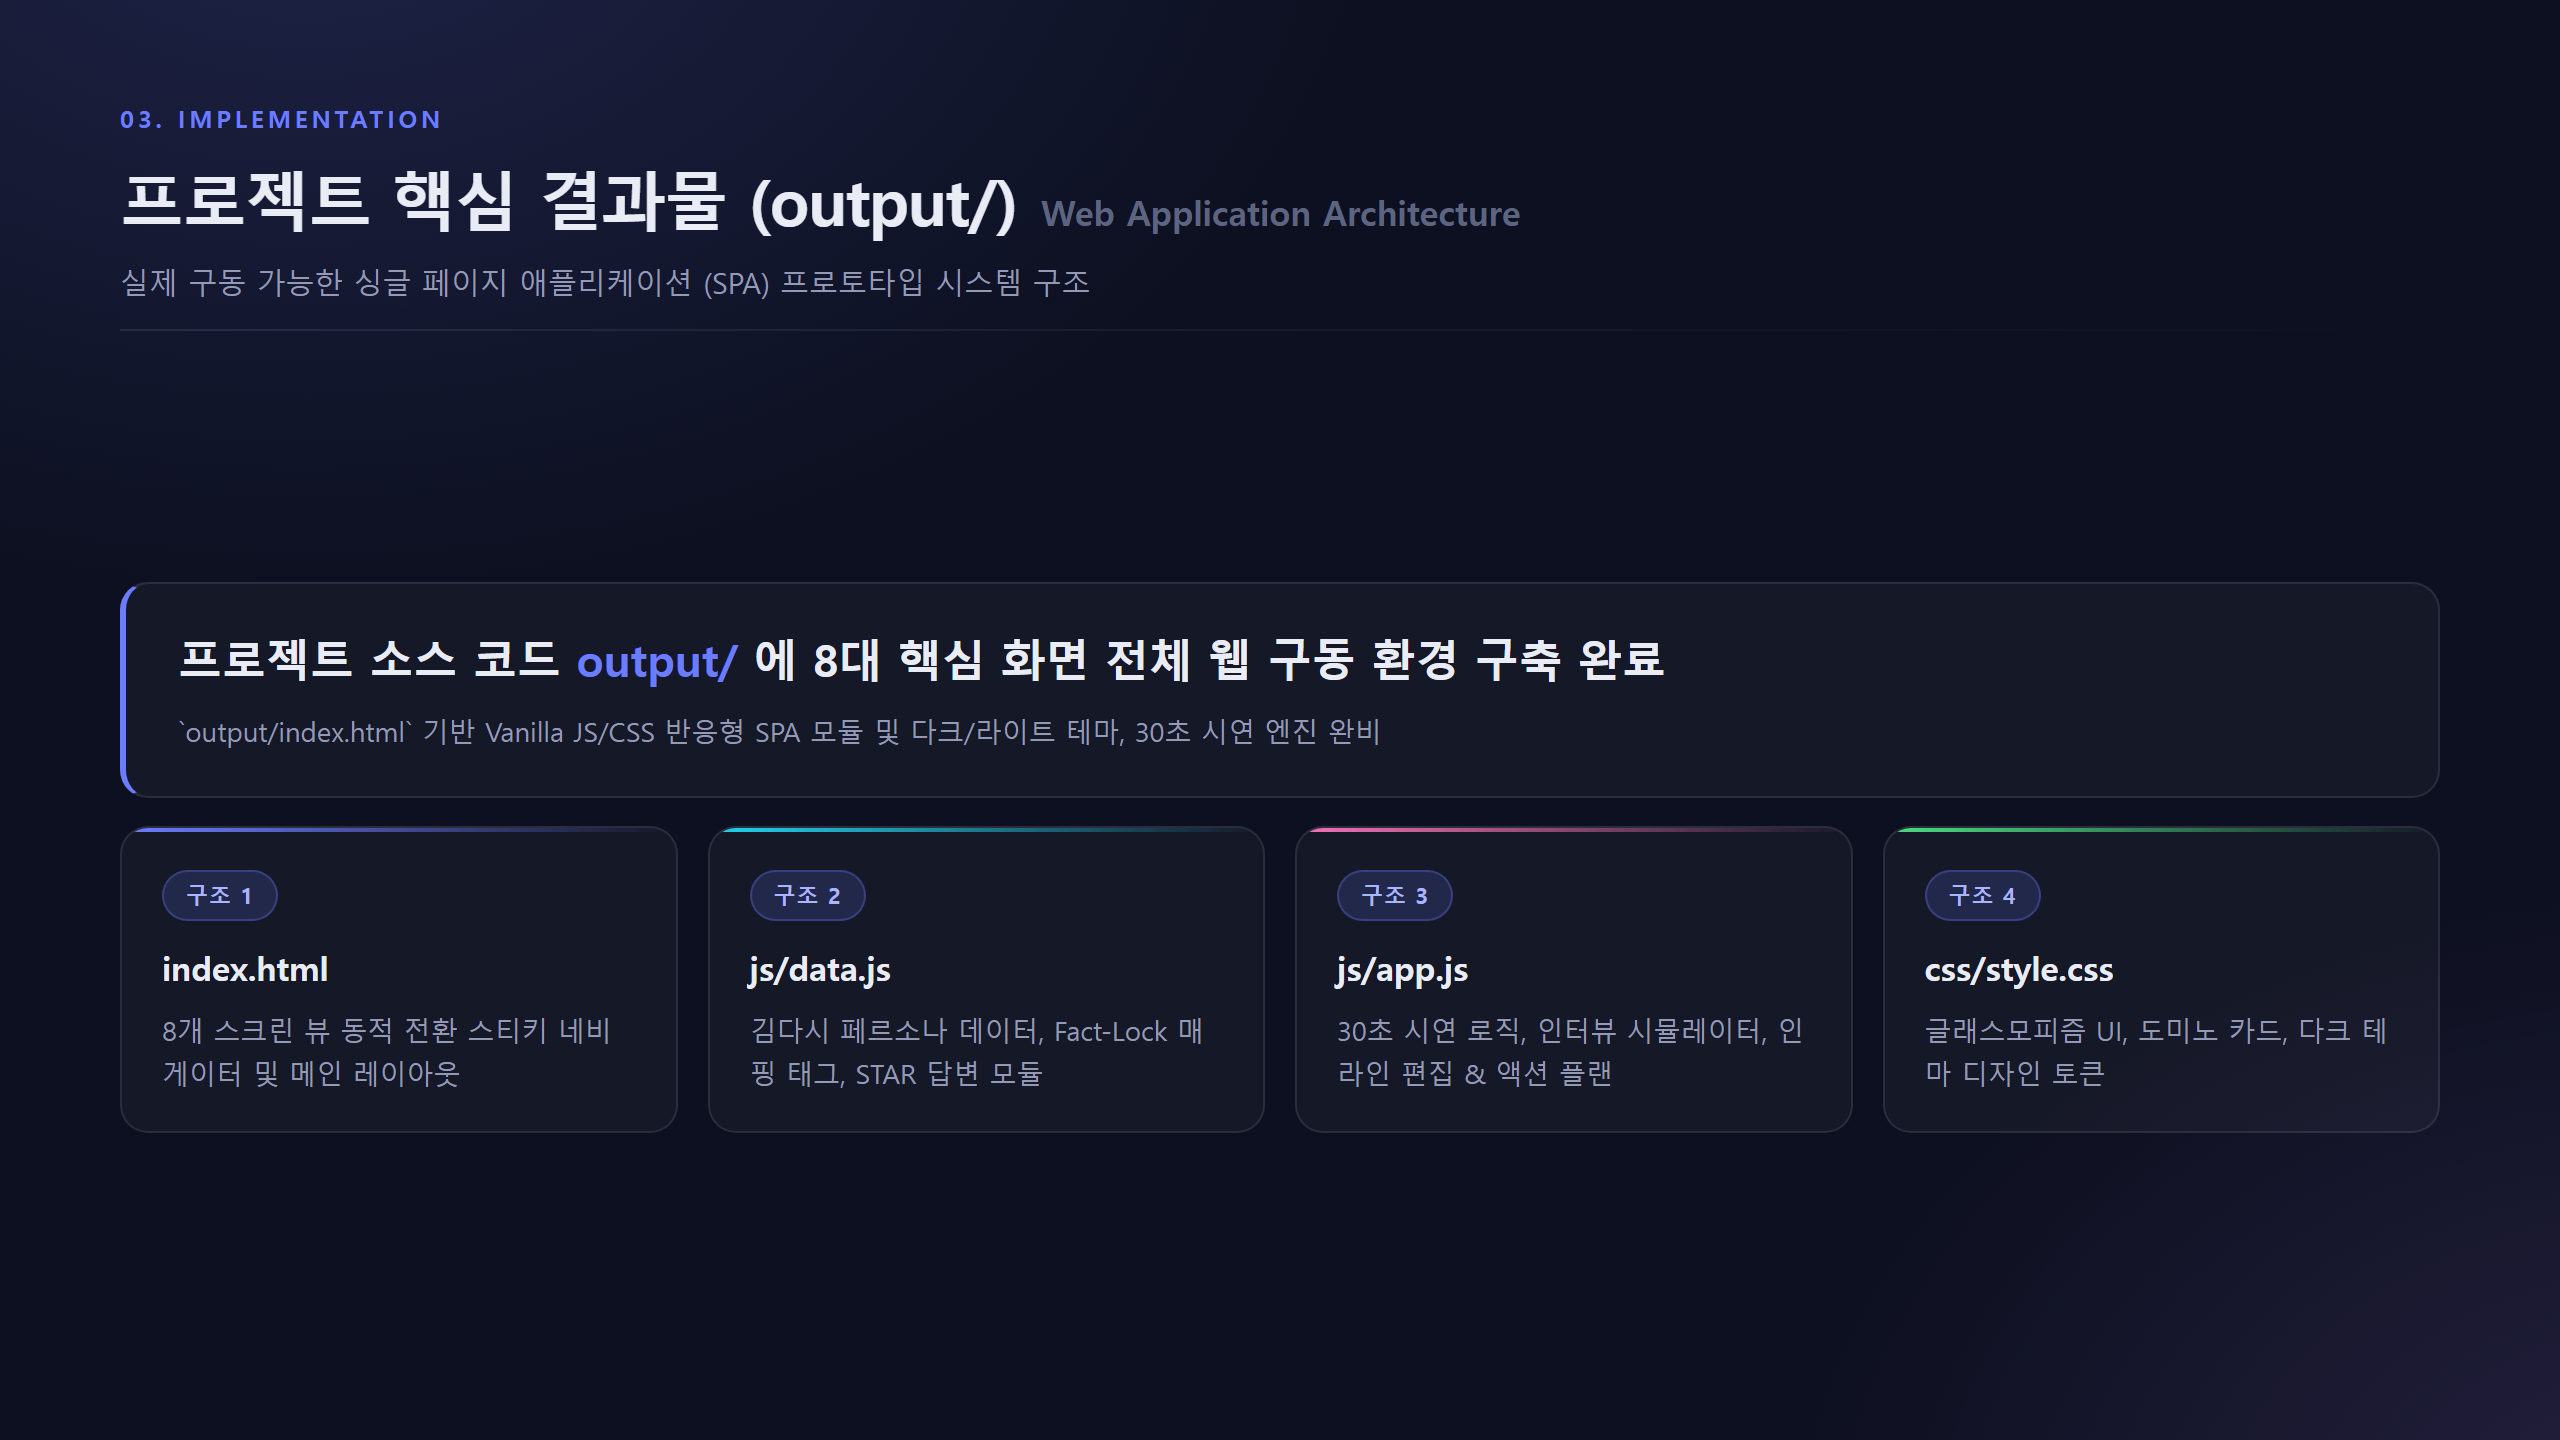 03. IMPLEMENTATION
프로젝트 핵심 결과물 (output/) Web Application Architecture
실제 구동 가능한 싱글 페이지 애플리케이션 (SPA) 프로토타입 시스템 구조
프로젝트 소스 코드 output/ 에 8대 핵심 화면 전체 웹 구동 환경 구축 완료
`output/index.html` 기반 Vanilla JS/CSS 반응형 SPA 모듈 및 다크/라이트 테마, 30초 시연 엔진 완비
구조 1
index.html
8개 스크린 뷰 동적 전환 스티키 네비
게이터 및 메인 레이아웃
구조 2
js/data.js
김다시 페르소나 데이터, Fact-Lock 매
핑 태그, STAR 답변 모듈
구조 3
js/app.js
30초 시연 로직, 인터뷰 시뮬레이터, 인
라인 편집 & 액션 플랜
구조 4
css/style.css
글래스모피즘 UI, 도미노 카드, 다크 테
마 디자인 토큰